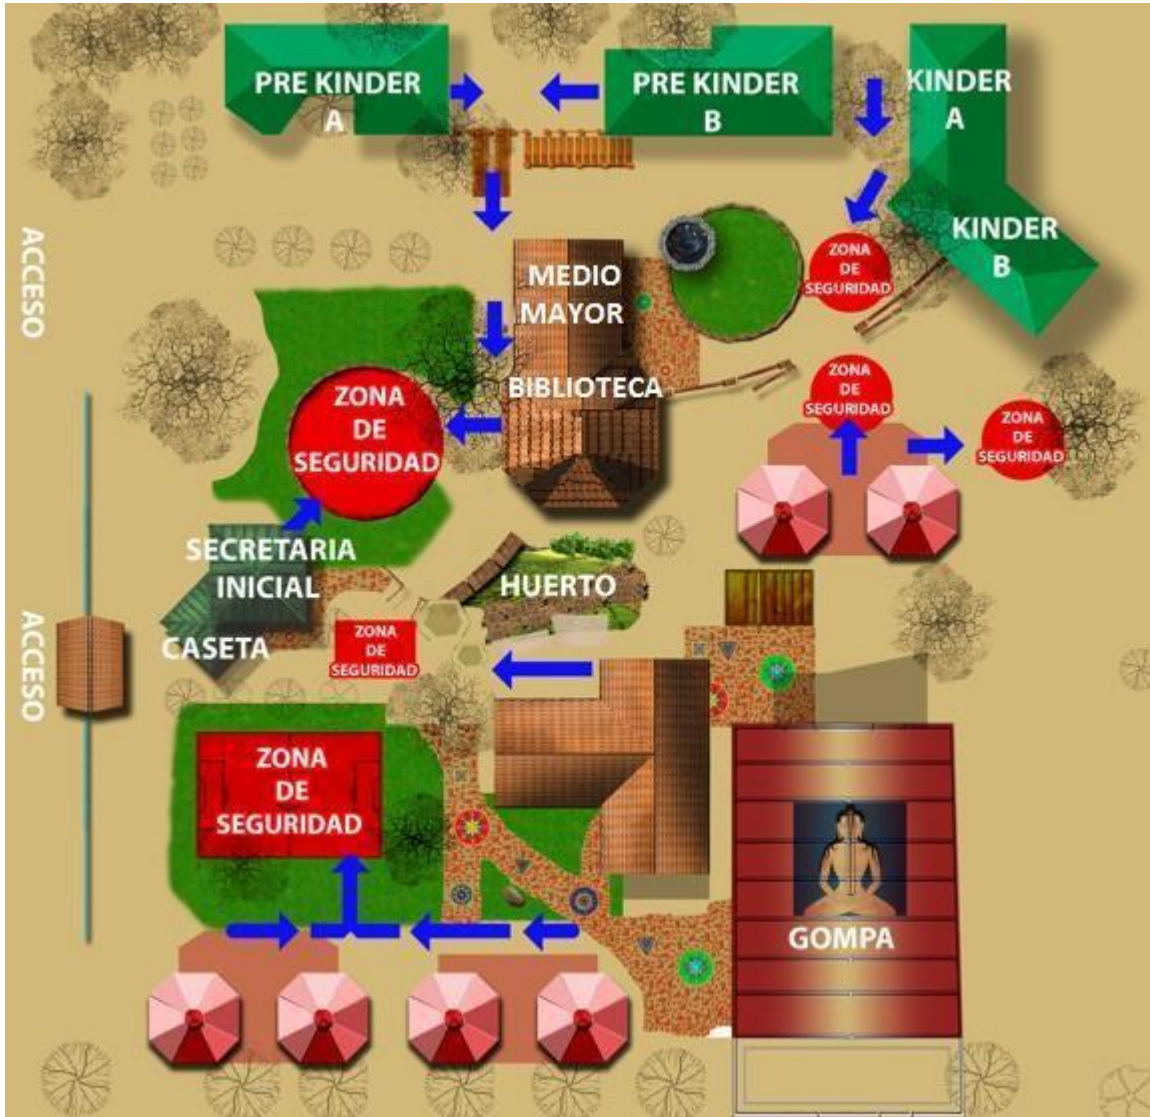 PRE KINDER
A
PRE KINDER
B
KINDER
A
KINDER
B
ACCESO
MEDIO
MAYOR
BIBLIOTECA
ZONA
DE
SEGURIDAD
ZONA
DE
SEGURIDAD
ZONA
DE
SEGURIDAD
ZONA
DE
SEGURIDAD
SECRETARIA
INICIAL
HUERTO
CASETA
ZONA
DE
SEGURIDAD
ACCESO
ZONA
DE
SEGURIDAD
GOMPA